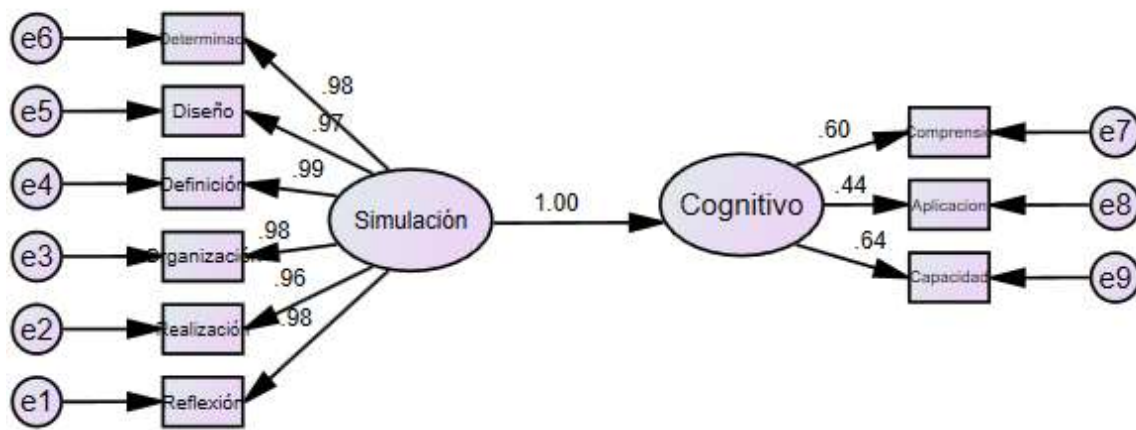 e6
Determinac
.98
e5
Diseño
.97
e4
Definición
.99
e3
Organización
.98
e2
Realización
.96
e1
Reflexión
.98
Simulación
1.00
Cognitivo
.60
Comprensi
e7
.44
Aplicacion
e8
.64
Capacidad
e9